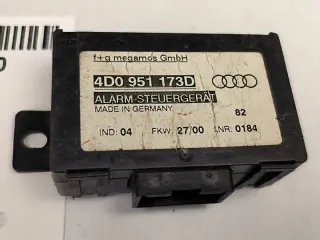 f+g megamos GmbH
4D0 951 173D
ALARM-STEUERGERÄT
MADE IN GERMANY
82
IND: 04 FKW: 27/00 LNR: 0184